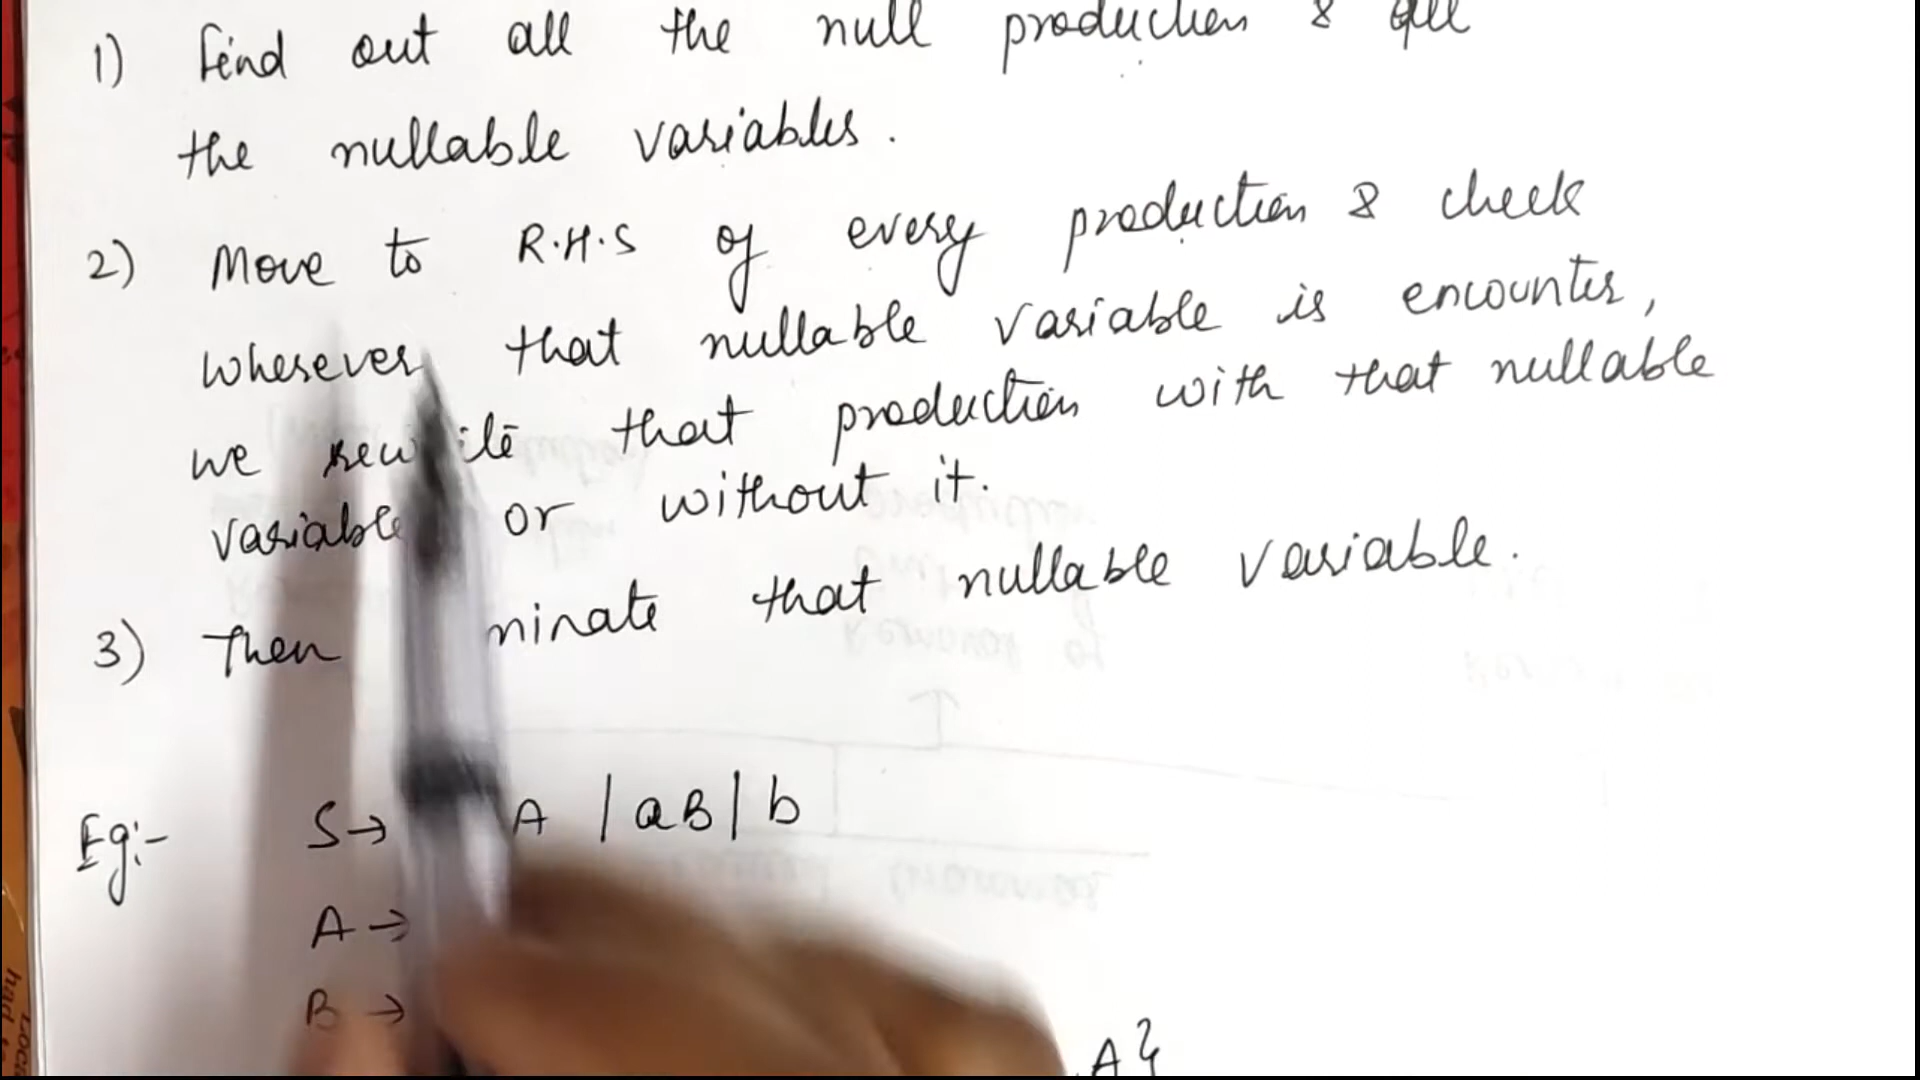 1) Find out all the null production & all
the nullable variables.
2) Move to R.H.S of every production & check
wherever that nullable variable is encounter,
we rewrite that production with that nullable
variable or without it.
3) Then minate that nullable variable.
Eg:- S→ A | aB | b
A→
B→
A}